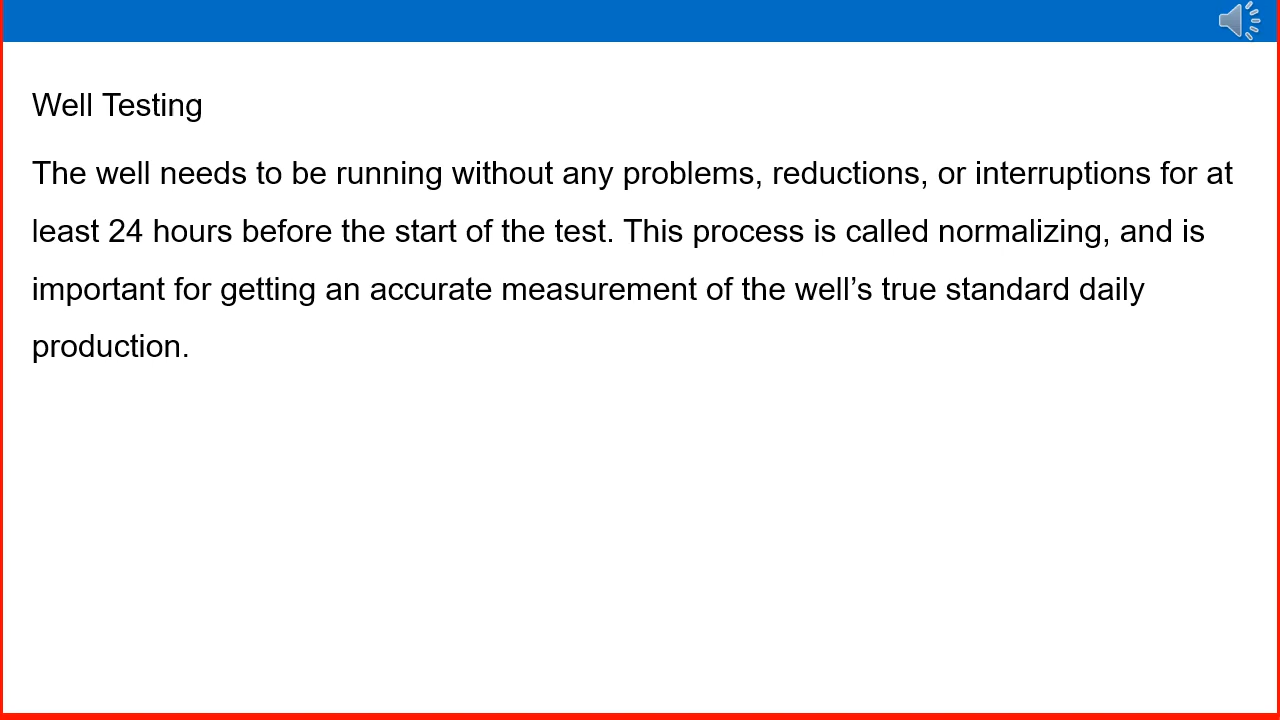 Well Testing
The well needs to be running without any problems, reductions, or interruptions for at
least 24 hours before the start of the test. This process is called normalizing, and is
important for getting an accurate measurement of the well’s true standard daily
production.